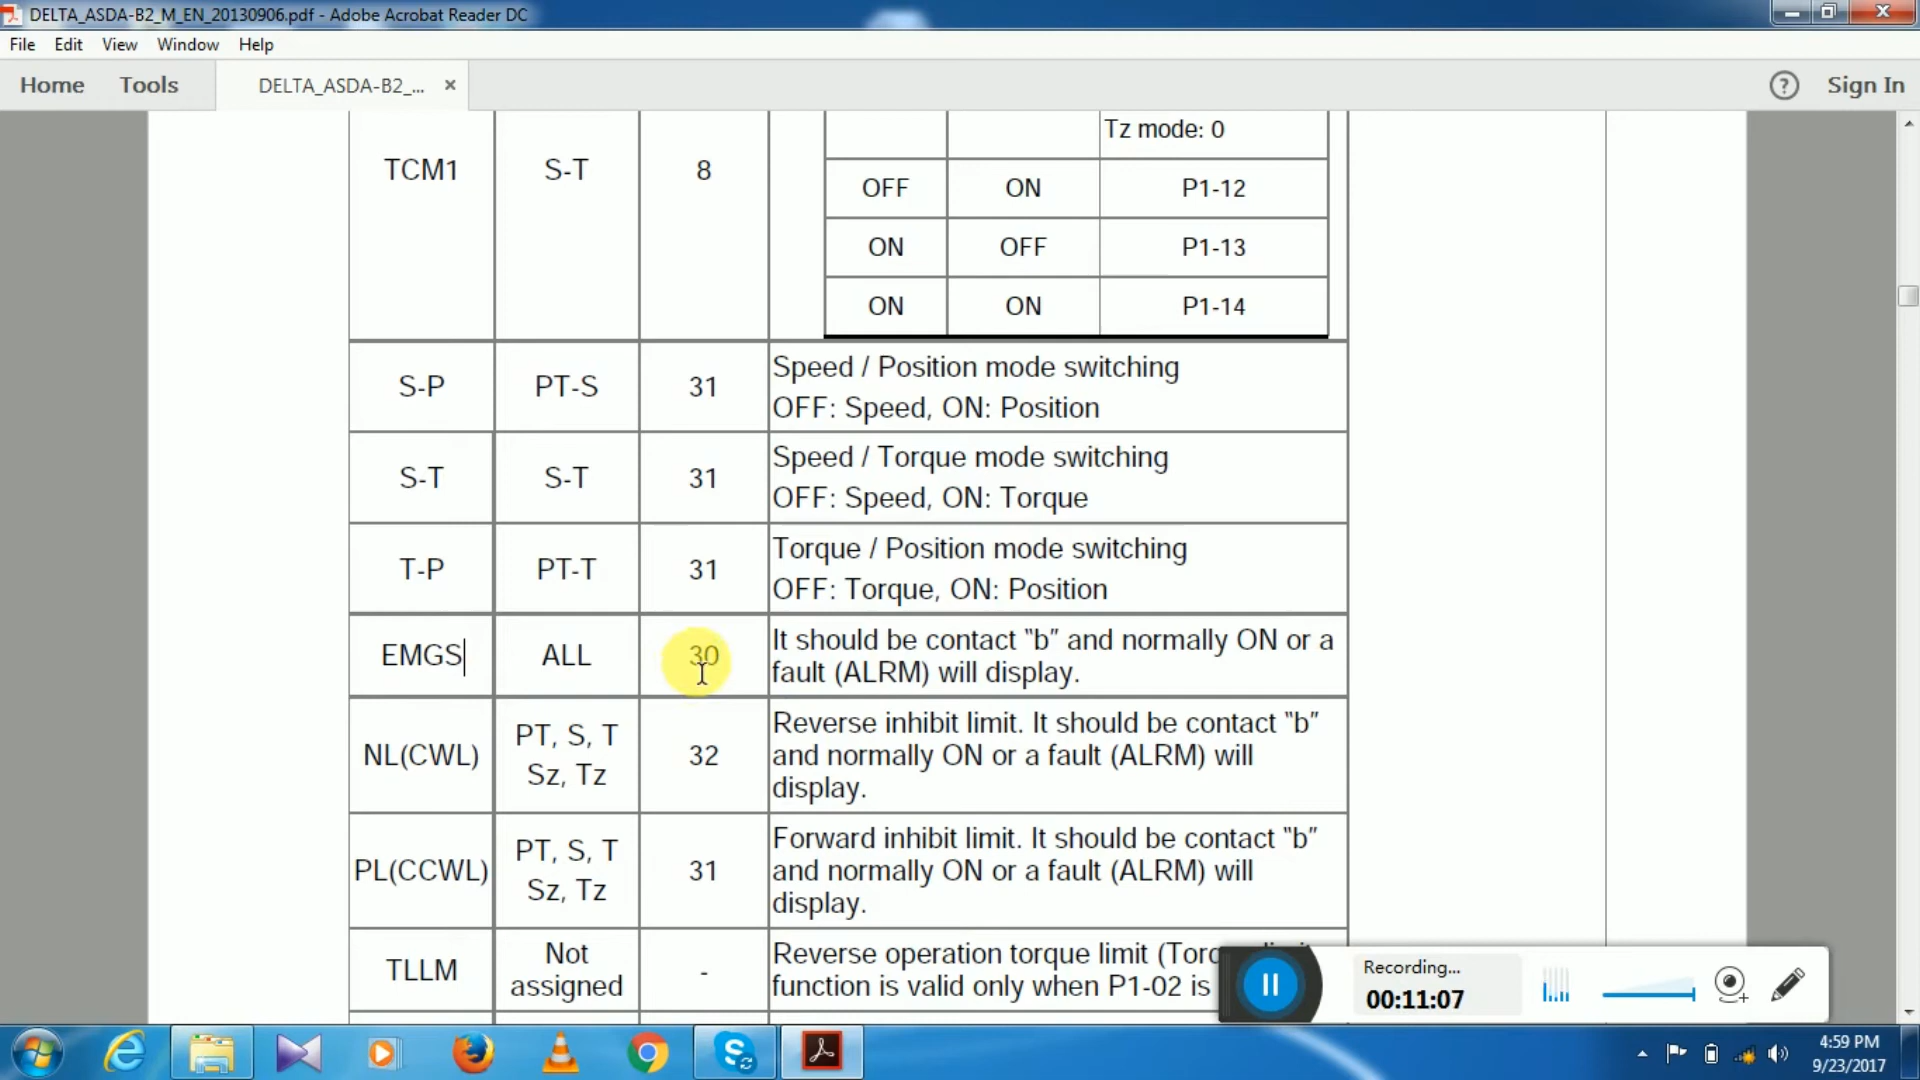 DELTA_ASDA-B2_M_EN_20130906.pdf - Adobe Acrobat Reader DC
File Edit View Window Help
Home Tools DELTA_ASDA-B2_... × ? Sign In
Tz mode: 0
TCM1 S-T 8
OFF ON P1-12
ON OFF P1-13
ON ON P1-14
S-P PT-S 31 Speed / Position mode switching
OFF: Speed, ON: Position
S-T S-T 31 Speed / Torque mode switching
OFF: Speed, ON: Torque
T-P PT-T 31 Torque / Position mode switching
OFF: Torque, ON: Position
EMGS ALL 30 It should be contact "b" and normally ON or a
fault (ALRM) will display.
NL(CWL) PT, S, T
Sz, Tz 32 Reverse inhibit limit. It should be contact "b"
and normally ON or a fault (ALRM) will
display.
PL(CCWL) PT, S, T
Sz, Tz 31 Forward inhibit limit. It should be contact "b"
and normally ON or a fault (ALRM) will
display.
TLLM Not
assigned - Reverse operation torque limit
function is valid only when P1-02 is
Recording...
00:11:07
4:59 PM
9/23/2017